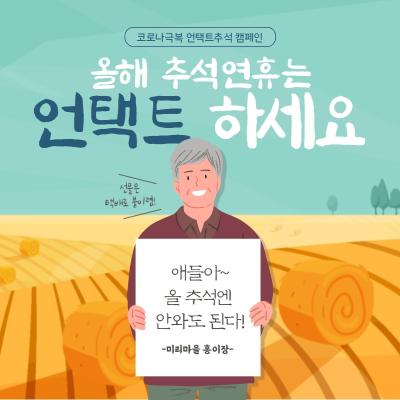 코로나극복 언택트추석 캠페인
올해 추석연휴는
언택트 하세요
선물은
택배로 붙이렴!
애들아~
올 추석엔
안와도 된다!
-미리마을 홍이장-